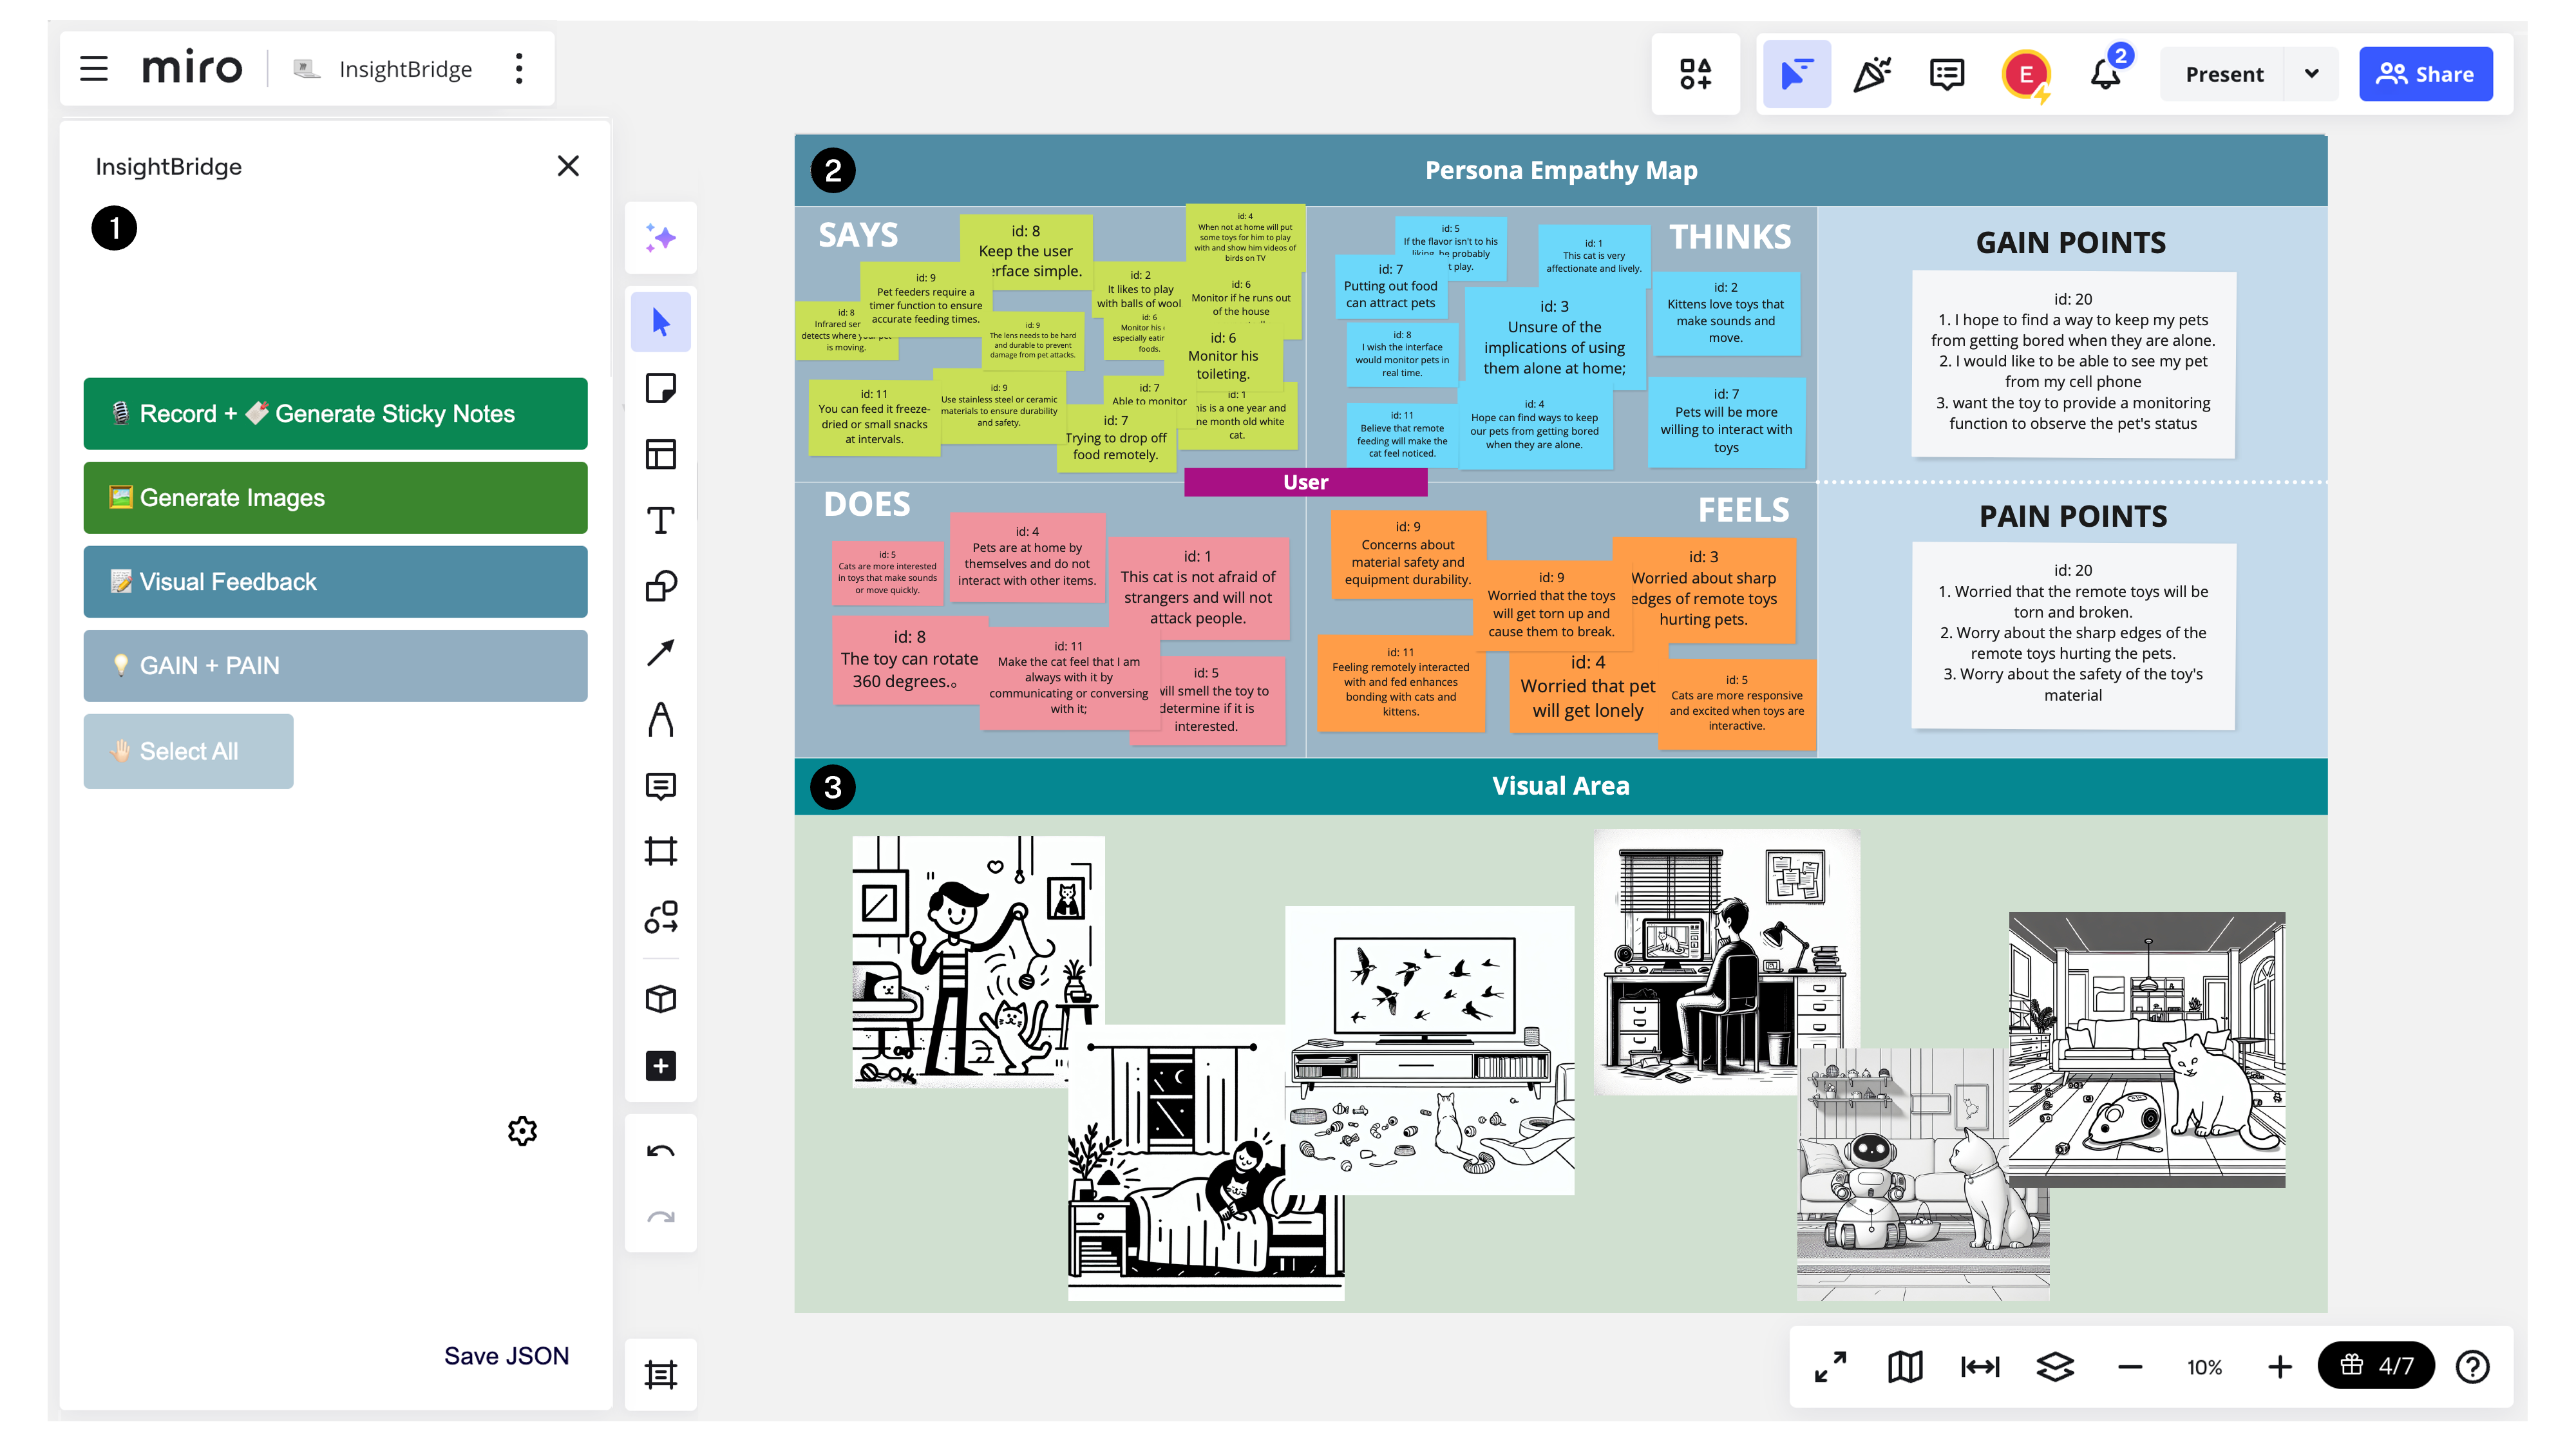 miro
InsightBridge
2
E
Present
Share
InsightBridge
1
Record +
Generate Sticky Notes
Generate Images
Visual Feedback
GAIN + PAIN
Select All
Save JSON
2
Persona Empathy Map
SAYS
id: 8
Keep the user
erface simple.
id: 4
When not at home will put
some toys for him to play
with and show him videos of
birds on TV
id: 9
Pet feeders require a
timer function to ensure
accurate feeding times.
id: 2
It likes to play
with balls of wool
id: 6
Monitor if he runs out
of the house
id: 8
Infrared ser
detects where
is moving.
id: 9
The lens needs to be hard
and durable to prevent
damage from pet attacks.
id: 6
Monitor his
especially eatir
foods.
id: 6
Monitor his
toileting.
id: 11
You can feed it freeze-
dried or small snacks
at intervals.
id: 9
Use stainless steel or ceramic
materials to ensure durability
and safety.
id: 7
Able to monitor
id: 7
Trying to drop off
food remotely.
id: 1
his is a one year and
ne month old white
cat.
THINKS
id: 5
If the flavor isn't to his
liking, he probably
t play.
id: 7
Putting out food
can attract pets
id: 1
This cat is very
affectionate and lively.
id: 2
Kittens love toys that
make sounds and
move.
id: 3
Unsure of the
implications of using
them alone at home;
id: 8
I wish the interface
would monitor pets in
real time.
id: 11
Believe that remote
feeding will make the
cat feel noticed.
id: 4
Hope can find ways to keep
our pets from getting bored
when they are alone.
id: 7
Pets will be more
willing to interact with
toys
User
GAIN POINTS
id: 20
1. I hope to find a way to keep my pets
from getting bored when they are alone.
2. I would like to be able to see my pet
from my cell phone
3. want the toy to provide a monitoring
function to observe the pet's status
DOES
id: 5
Cats are more interested
in toys that make sounds
or move quickly.
id: 4
Pets are at home by
themselves and do not
interact with other items.
id: 1
This cat is not afraid of
strangers and will not
attack people.
id: 8
The toy can rotate
360 degrees.。
id: 11
Make the cat feel that I am
always with it by
communicating or conversing
with it;
id: 5
will smell the toy to
determine if it is
interested.
FEELS
id: 9
Concerns about
material safety and
equipment durability.
id: 9
Worried that the toys
will get torn up and
cause them to break.
id: 3
Worried about sharp
edges of remote toys
hurting pets.
id: 11
Feeling remotely interacted
with and fed enhances
bonding with cats and
kittens.
id: 4
Worried that pet
will get lonely
id: 5
Cats are more responsive
and excited when toys are
interactive.
PAIN POINTS
id: 20
1. Worried that the remote toys will be
torn and broken.
2. Worry about the sharp edges of the
remote toys hurting the pets.
3. Worry about the safety of the toy's
material
3
Visual Area
10%
4/7